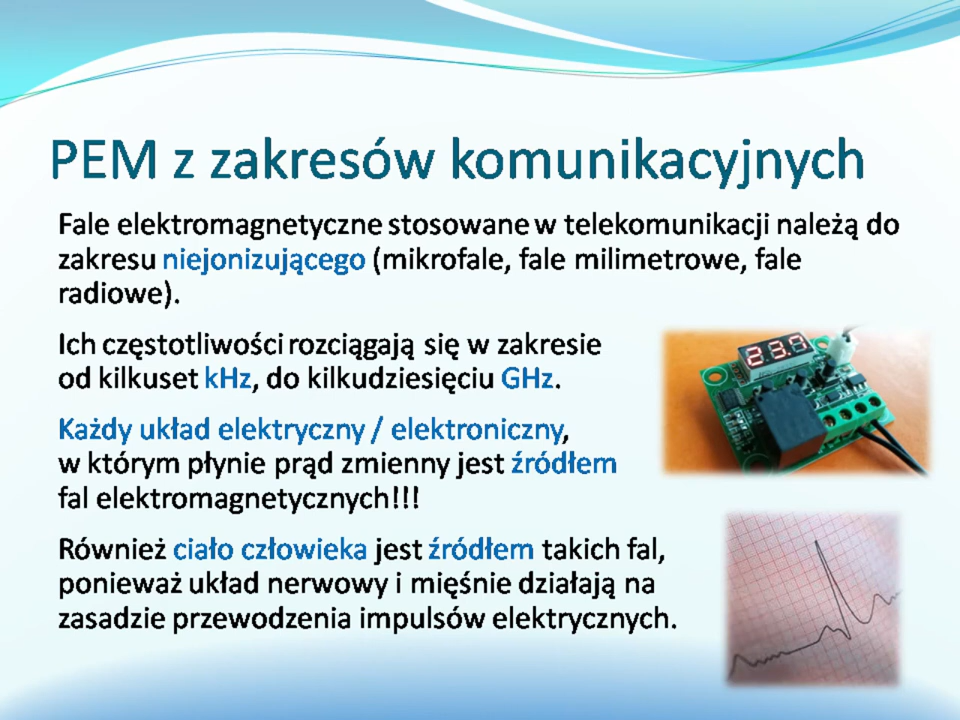 PEM z zakresów komunikacyjnych
Fale elektromagnetyczne stosowane w telekomunikacji należą do
zakresu niejonizującego (mikrofale, fale milimetrowe, fale
radiowe).
Ich częstotliwości rozciągają się w zakresie
od kilkuset kHz, do kilkudziesięciu GHz.
Każdy układ elektryczny / elektroniczny,
w którym płynie prąd zmienny jest źródłem
fal elektromagnetycznych!!!
Również ciało człowieka jest źródłem takich fal,
ponieważ układ nerwowy i mięśnie działają na
zasadzie przewodzenia impulsów elektrycznych.